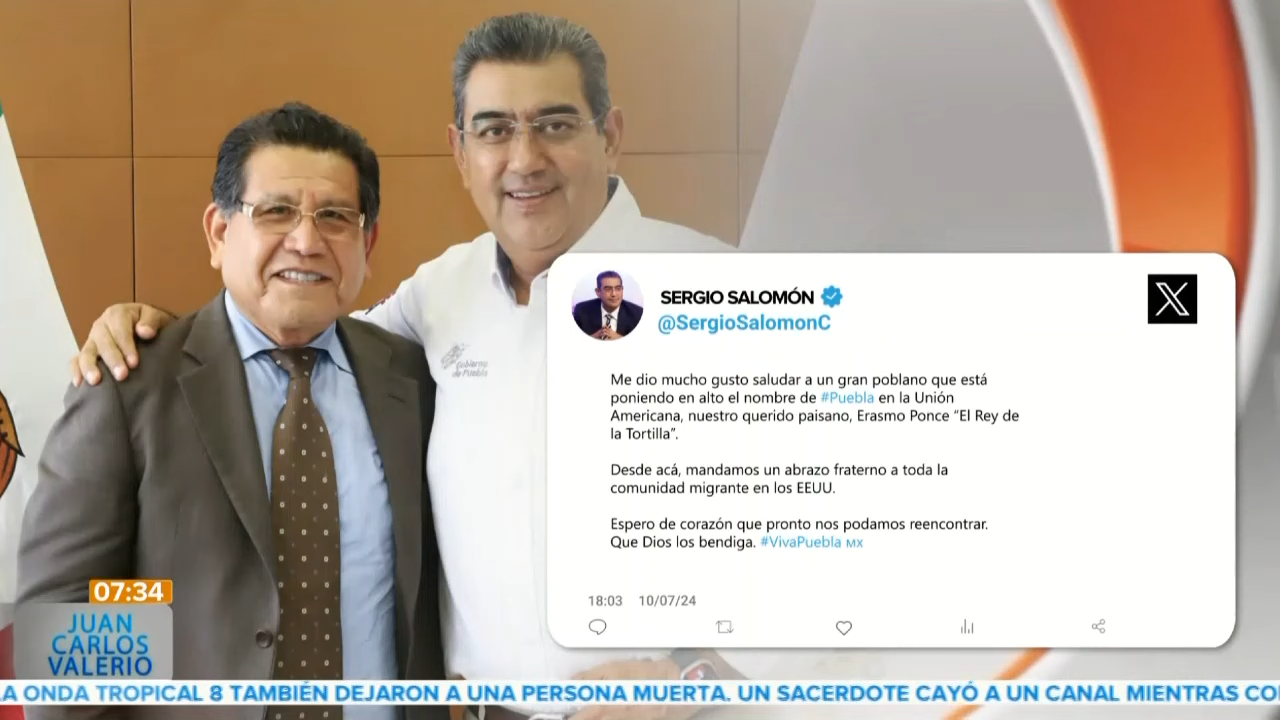 SERGIO SALOMÓN
@SergioSalomonC
Me dio mucho gusto saludar a un gran poblano que está
poniendo en alto el nombre de #Puebla en la Unión
Americana, nuestro querido paisano, Erasmo Ponce “El Rey de
la Tortilla”.
Desde acá, mandamos un abrazo fraterno a toda la
comunidad migrante en los EEUU.
Espero de corazón que pronto nos podamos reencontrar.
Que Dios los bendiga. #VivaPuebla MX
18:03 10/07/24
Gobierno
de Puebla
07:34
JUAN
CARLOS
VALERIO
LA ONDA TROPICAL 8 TAMBIÉN DEJARON A UNA PERSONA MUERTA. UN SACERDOTE CAYÓ A UN CANAL MIENTRAS CO